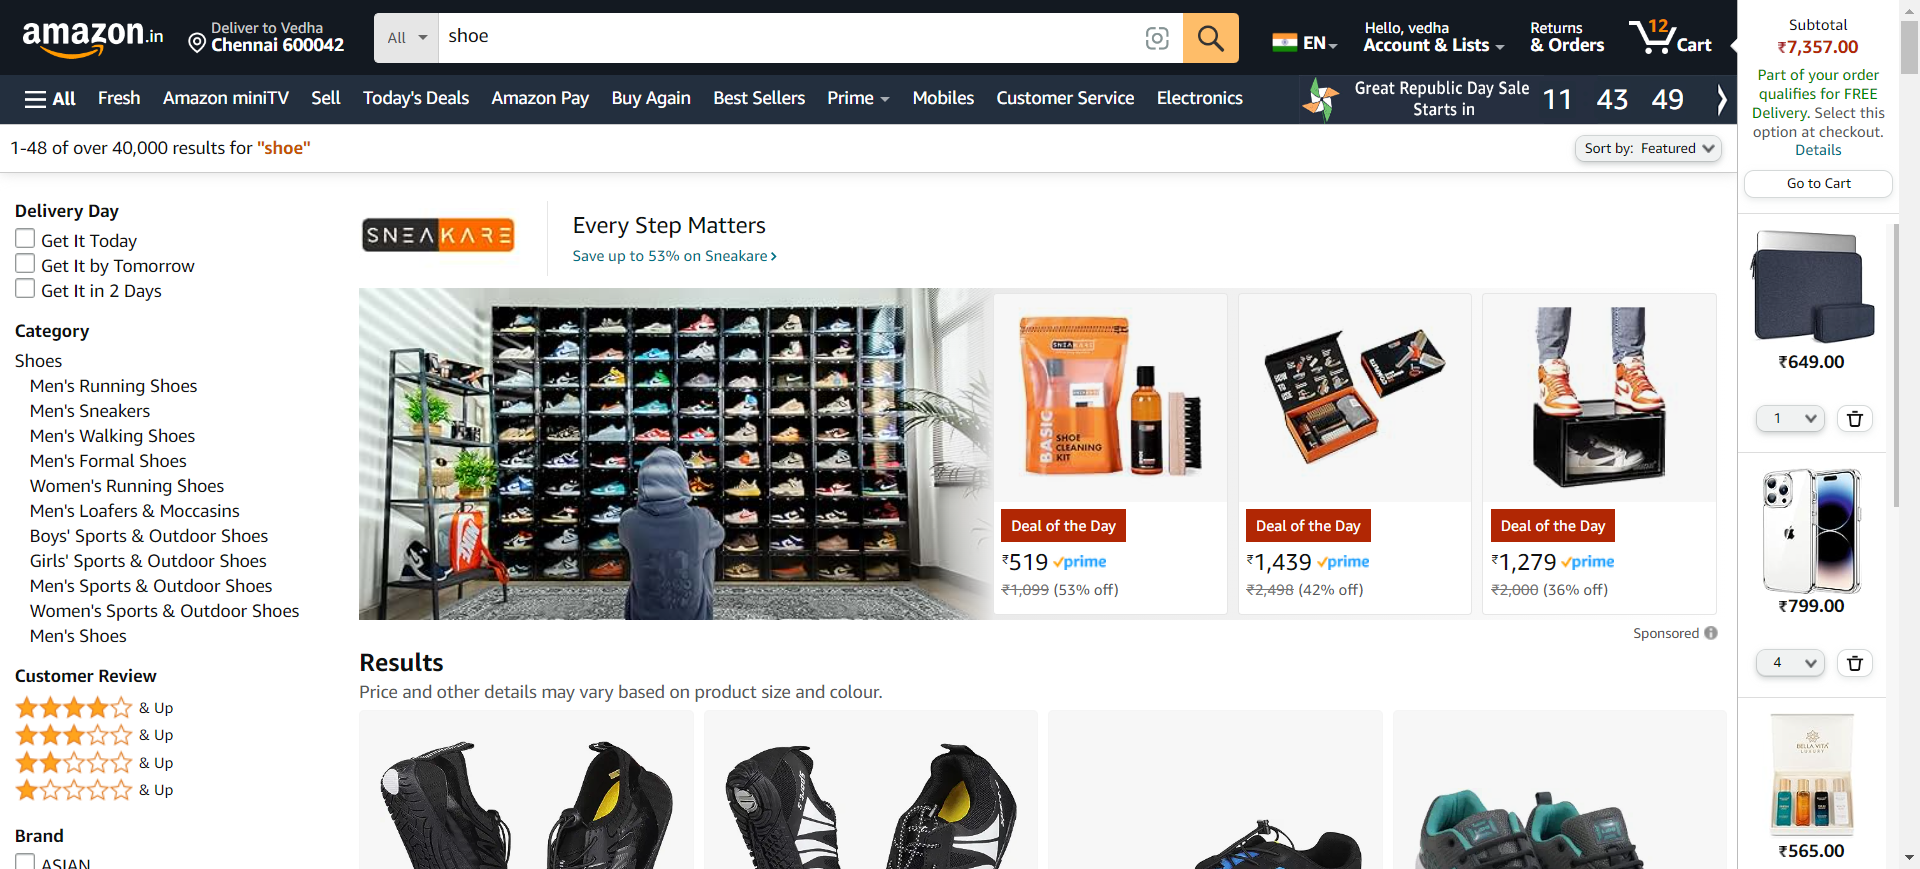 amazon.in
Deliver to Vedha
Chennai 600042
All
shoe
EN
Hello, vedha
Account & Lists
Returns
& Orders
12
Cart
All
Fresh
Amazon miniTV
Sell
Today's Deals
Amazon Pay
Buy Again
Best Sellers
Prime
Mobiles
Customer Service
Electronics
Great Republic Day Sale
Starts in
11 43 49
Subtotal
₹7,357.00
Part of your order
qualifies for FREE
Delivery. Select this
option at checkout.
Details
Go to Cart
1-48 of over 40,000 results for "shoe"
Sort by: Featured
Delivery Day
Get It Today
Get It by Tomorrow
Get It in 2 Days
Category
Shoes
Men's Running Shoes
Men's Sneakers
Men's Walking Shoes
Men's Formal Shoes
Women's Running Shoes
Men's Loafers & Moccasins
Boys' Sports & Outdoor Shoes
Girls' Sports & Outdoor Shoes
Men's Sports & Outdoor Shoes
Women's Sports & Outdoor Shoes
Men's Shoes
Customer Review
& Up
& Up
& Up
& Up
Brand
ASIAN
SNEAKARE
Every Step Matters
Save up to 53% on Sneakare
SNEAKARE
BASIC
SHOE
CLEANING
KIT
Deal of the Day
₹519 prime
₹1,099 (53% off)
Deal of the Day
₹1,439 prime
₹2,498 (42% off)
Deal of the Day
₹1,279 prime
₹2,000 (36% off)
Sponsored
Results
Price and other details may vary based on product size and colour.
₹649.00
1
₹799.00
4
BELLA VITA
LUXURY
₹565.00